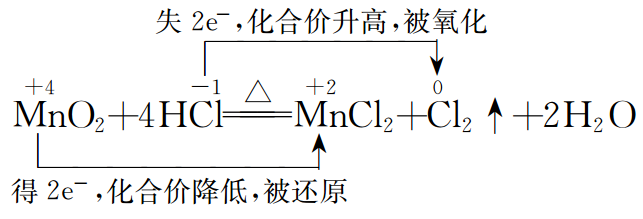 失 2e⁻,化合价升高,被氧化
+4 −1 +2 0
MnO₂+4HCl≜MnCl₂+Cl₂↑+2H₂O
得 2e⁻,化合价降低,被还原